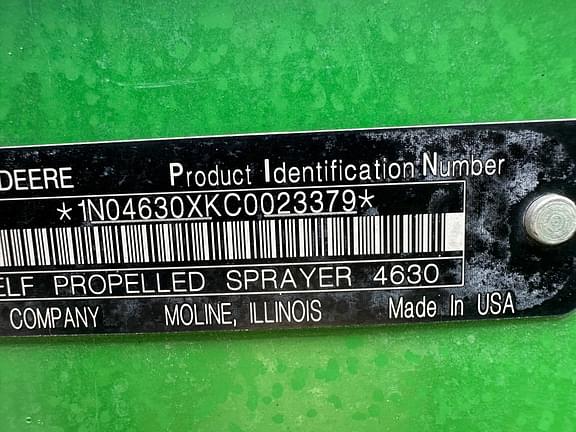 DEERE Product Identification Number
*1N04630XKC0023379*
ELF PROPELLED SPRAYER 4630
COMPANY MOLINE, ILLINOIS Made In USA